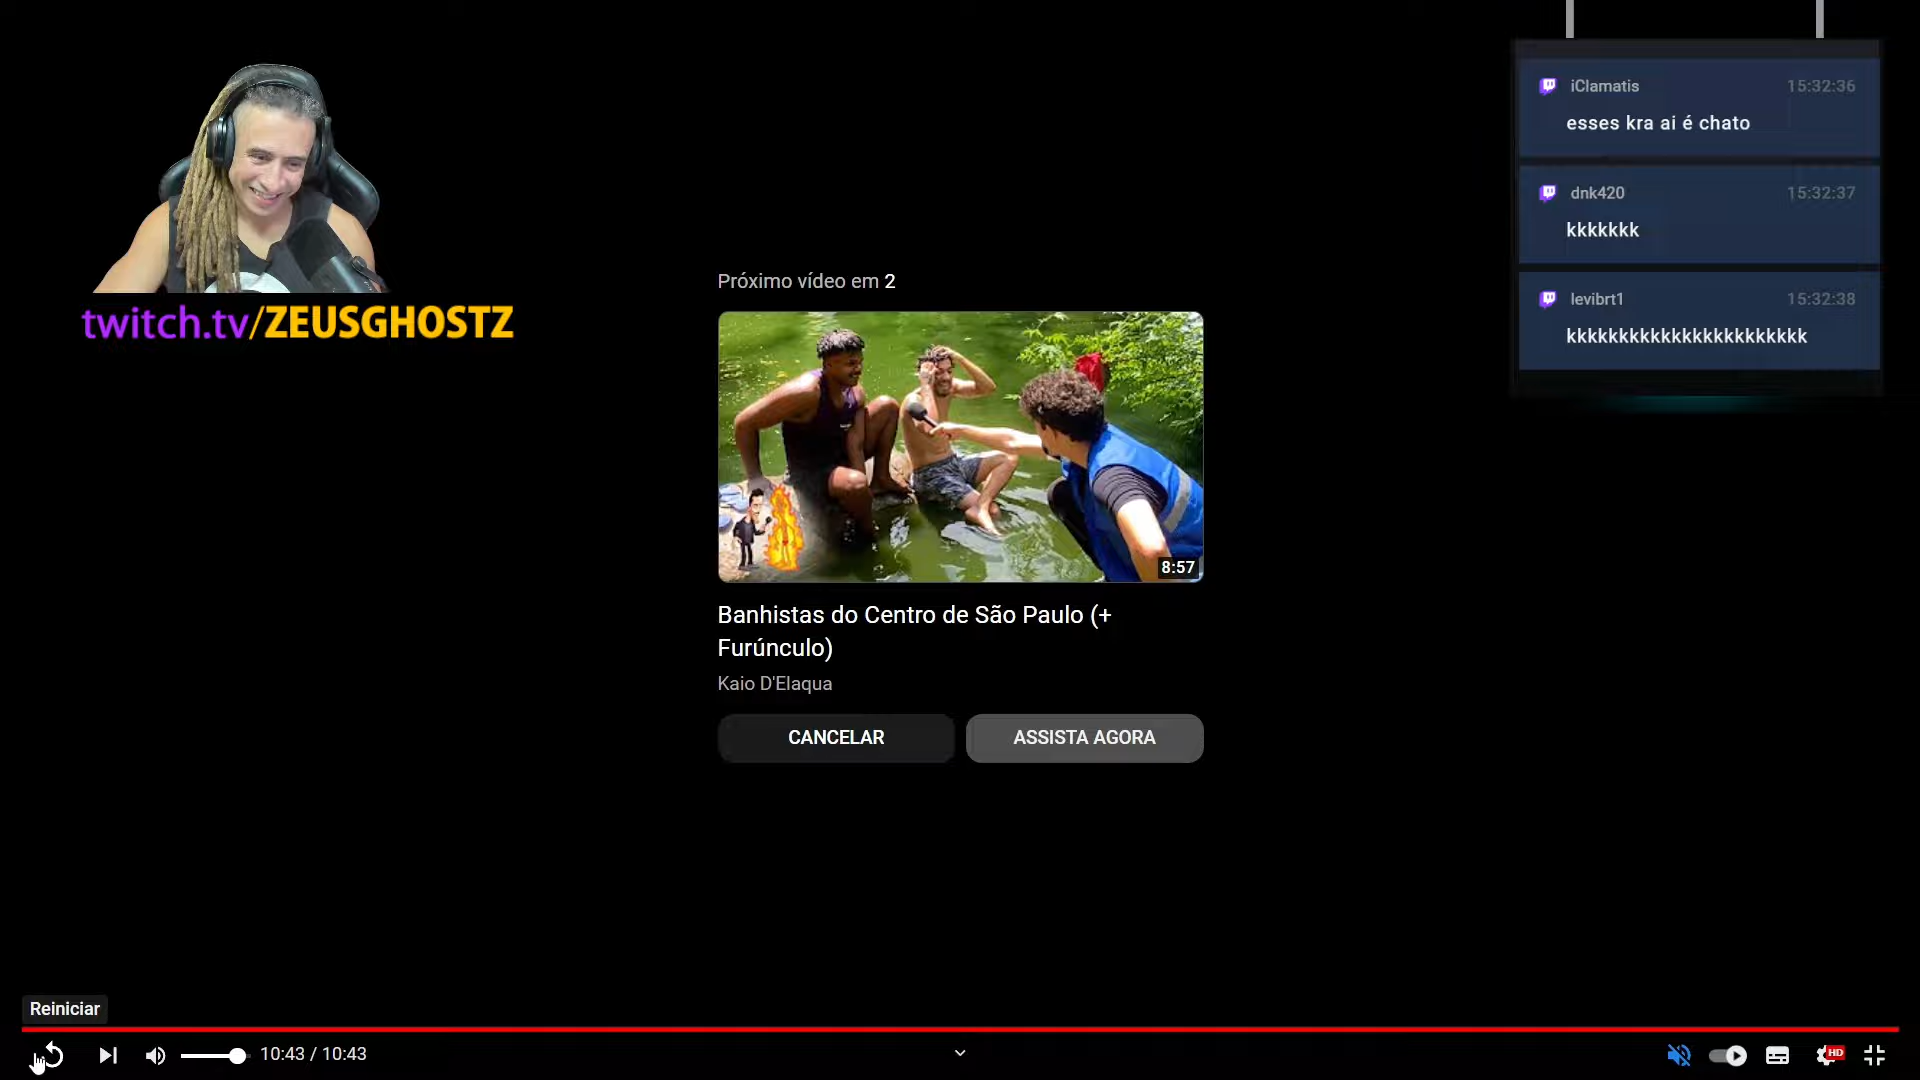 twitch.tv/ZEUSGHOSTZ
iClamatis 15:32:36
esses kra ai é chato
dnk420 15:32:37
kkkkkkk
levibrt1 15:32:38
kkkkkkkkkkkkkkkkkkkkkkk
Próximo vídeo em 2
8:57
Banhistas do Centro de São Paulo (+
Furúnculo)
Kaio D'Elaqua
CANCELAR
ASSISTA AGORA
Reiniciar
10:43 / 10:43
HD